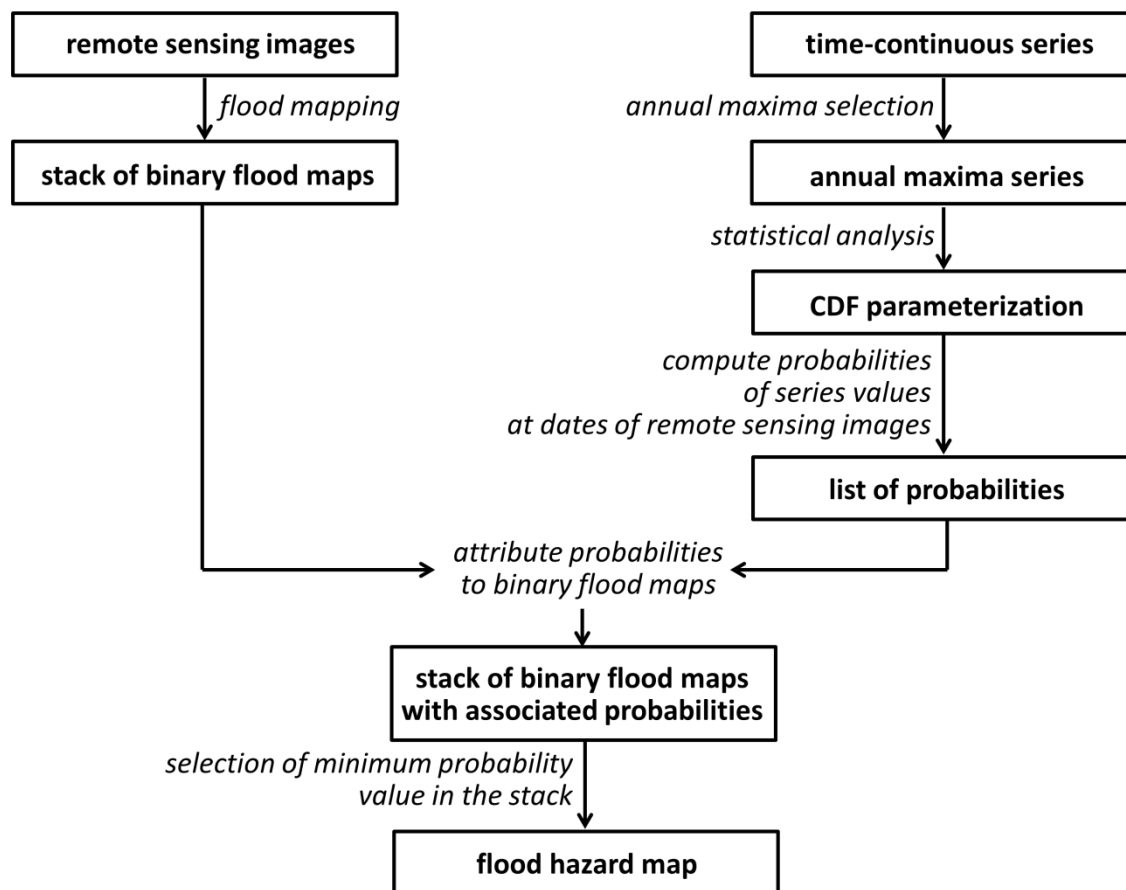 remote sensing images
time-continuous series
flood mapping
annual maxima selection
stack of binary flood maps
annual maxima series
statistical analysis
CDF parameterization
compute probabilities
of series values
at dates of remote sensing images
list of probabilities
attribute probabilities
to binary flood maps
stack of binary flood maps
with associated probabilities
selection of minimum probability
value in the stack
flood hazard map